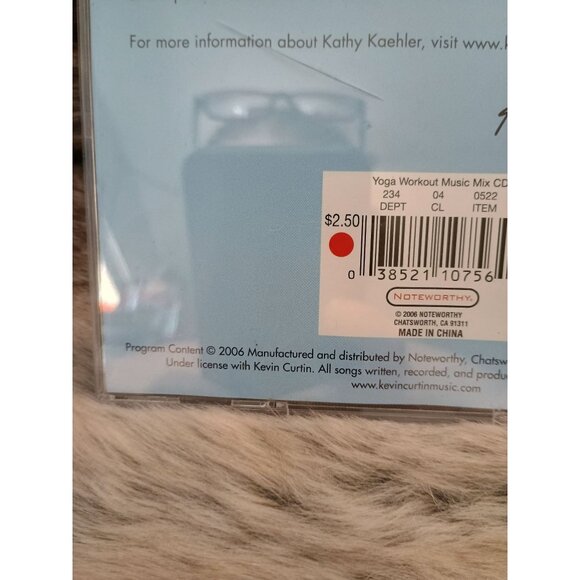 For more information about Kathy Kaehler, visit www.k
Yoga Workout Music Mix CD
234 04 0522
DEPT CL ITEM
$2.50
0 38521 10756
NOTEWORTHY
© 2006 NOTEWORTHY
CHATSWORTH, CA 91311
MADE IN CHINA
Program Content © 2006 Manufactured and distributed by Noteworthy, Chatsw
Under license with Kevin Curtin. All songs written, recorded, and produc
www.kevincurtinmusic.com